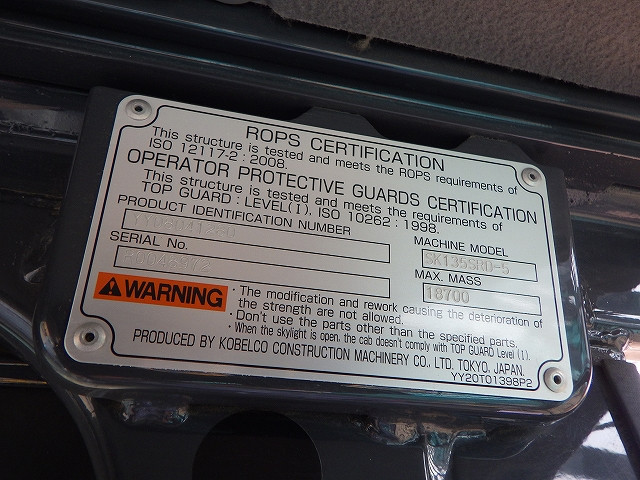 ROPS CERTIFICATION
This structure is tested and meets the ROPS requirements of
ISO 12117-2 : 2008.
OPERATOR PROTECTIVE GUARDS CERTIFICATION
This structure is tested and meets the requirements of
TOP GUARD : LEVEL(I). ISO 10262 : 1998.
PRODUCT IDENTIFICATION NUMBER
SERIAL No.
MACHINE MODEL
SK135SRD-5
MAX. MASS
18700
WARNING
· The modification and rework causing the deterioration of
the strength are not allowed.
· Don't use the parts other than the specified parts.
· When the skylight is open, the cab doesn't comply with TOP GUARD Level (I).
PRODUCED BY KOBELCO CONSTRUCTION MACHINERY CO., LTD. TOKYO, JAPAN.
YY20T01398P2